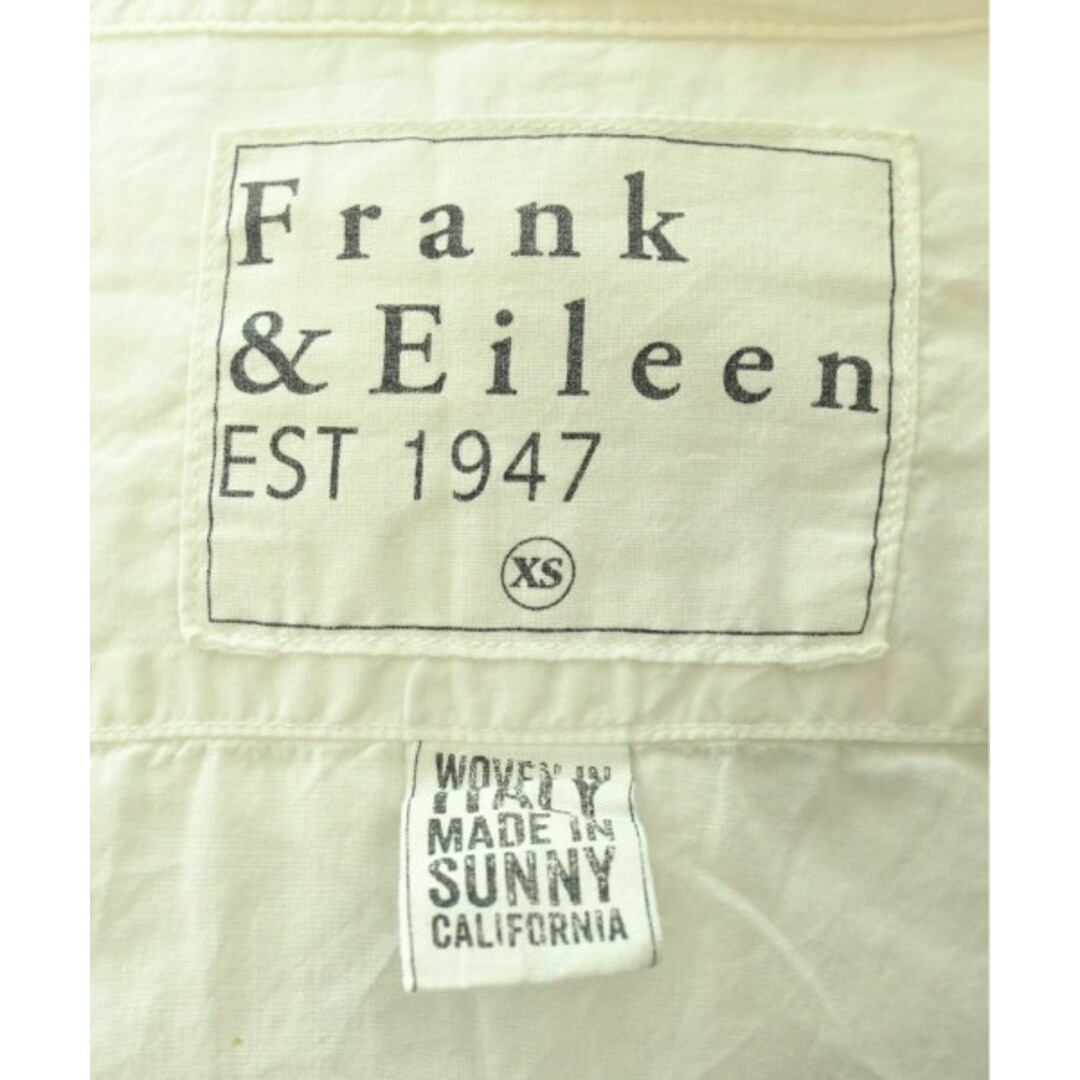 Frank
& Eileen
EST 1947
XS
WOVEN IN
ITALY
MADE IN
SUNNY
CALIFORNIA